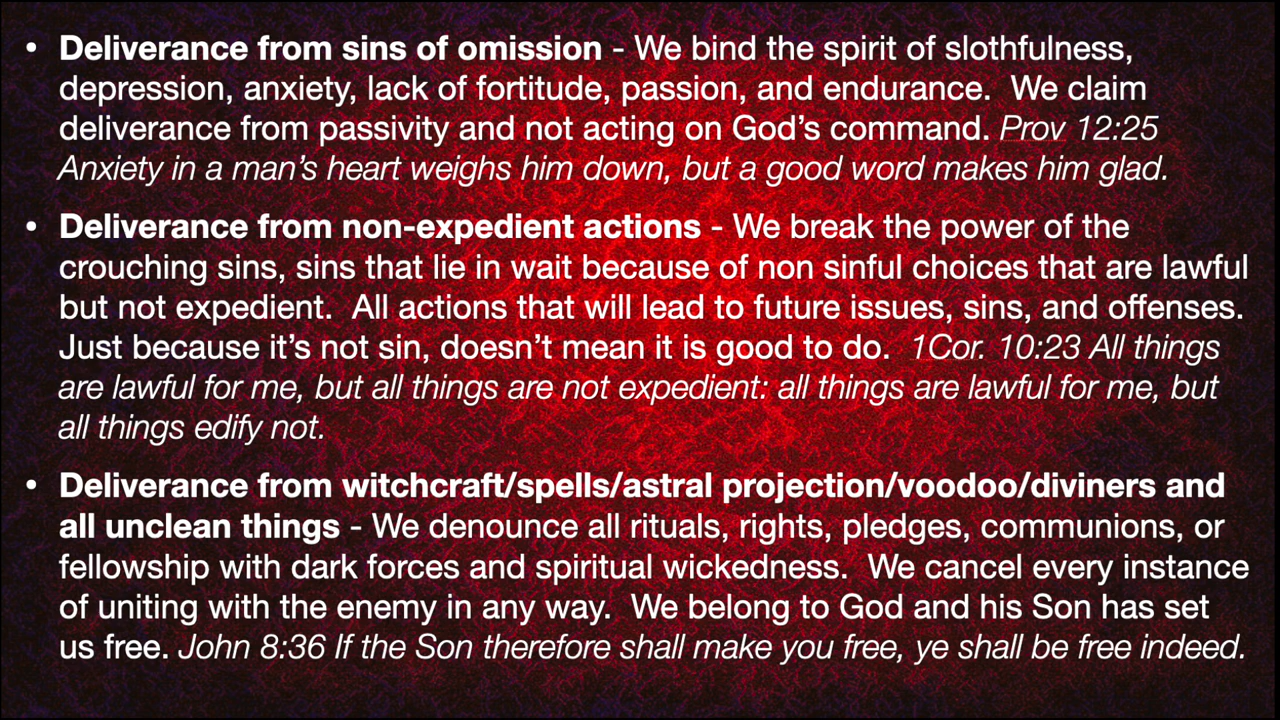 • Deliverance from sins of omission - We bind the spirit of slothfulness,
depression, anxiety, lack of fortitude, passion, and endurance.  We claim
deliverance from passivity and not acting on God’s command. Prov 12:25
Anxiety in a man’s heart weighs him down, but a good word makes him glad.
• Deliverance from non-expedient actions - We break the power of the
crouching sins, sins that lie in wait because of non sinful choices that are lawful
but not expedient.  All actions that will lead to future issues, sins, and offenses.
Just because it’s not sin, doesn’t mean it is good to do.  1Cor. 10:23 All things
are lawful for me, but all things are not expedient: all things are lawful for me, but
all things edify not.
• Deliverance from witchcraft/spells/astral projection/voodoo/diviners and
all unclean things - We denounce all rituals, rights, pledges, communions, or
fellowship with dark forces and spiritual wickedness.  We cancel every instance
of uniting with the enemy in any way.  We belong to God and his Son has set
us free. John 8:36 If the Son therefore shall make you free, ye shall be free indeed.